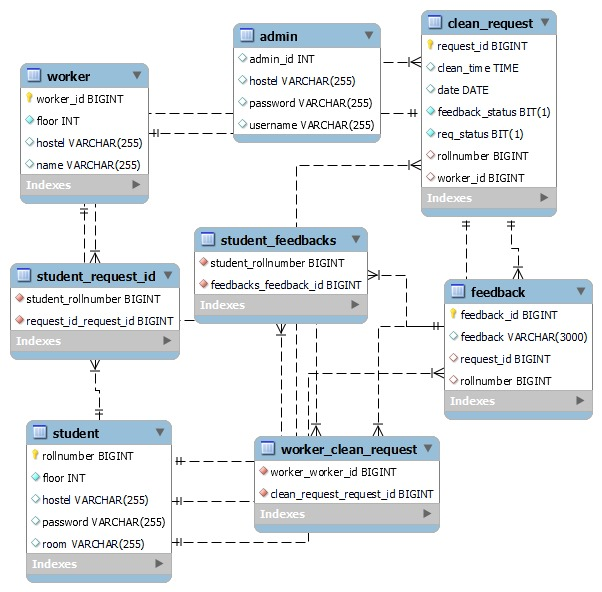 admin
admin_id INT
hostel VARCHAR(255)
password VARCHAR(255)
username VARCHAR(255)
clean_request
request_id BIGINT
clean_time TIME
date DATE
feedback_status BIT(1)
req_status BIT(1)
rollnumber BIGINT
worker_id BIGINT
Indexes
worker
worker_id BIGINT
floor INT
hostel VARCHAR(255)
name VARCHAR(255)
Indexes
student_feedbacks
student_rollnumber BIGINT
feedbacks_feedback_id BIGINT
Indexes
student_request_id
student_rollnumber BIGINT
request_id_request_id BIGINT
Indexes
feedback
feedback_id BIGINT
feedback VARCHAR(3000)
request_id BIGINT
rollnumber BIGINT
Indexes
student
rollnumber BIGINT
floor INT
hostel VARCHAR(255)
password VARCHAR(255)
room VARCHAR(255)
Indexes
worker_clean_request
worker_worker_id BIGINT
clean_request_request_id BIGINT
Indexes